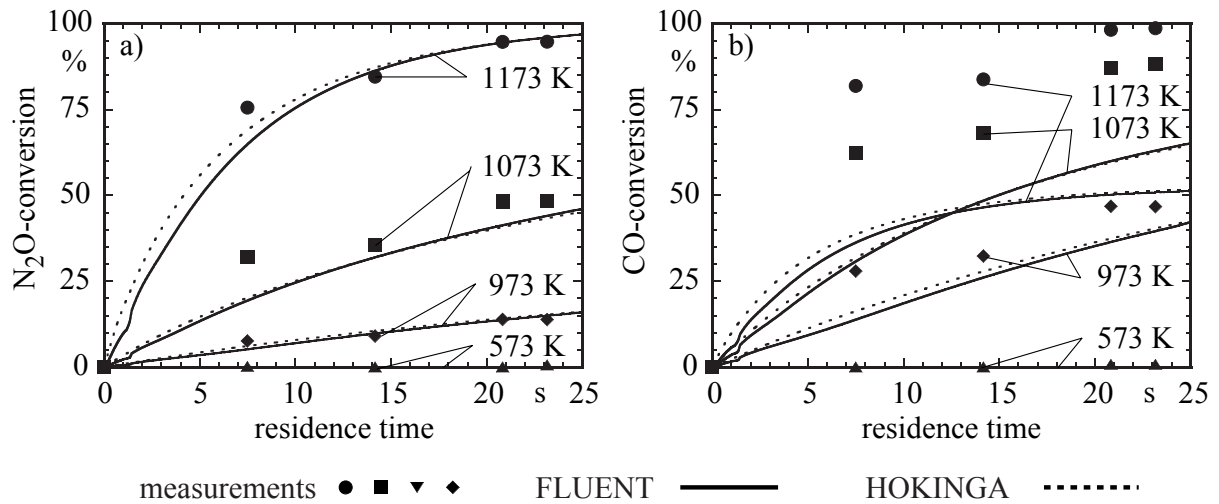 100
%
75
50
25
0
N2O-conversion
a)
1173 K
1073 K
973 K
573 K
0 5 10 15 20 s 25
residence time
100
%
75
50
25
0
CO-conversion
b)
1173 K
1073 K
973 K
573 K
0 5 10 15 20 s 25
residence time
measurements FLUENT HOKINGA